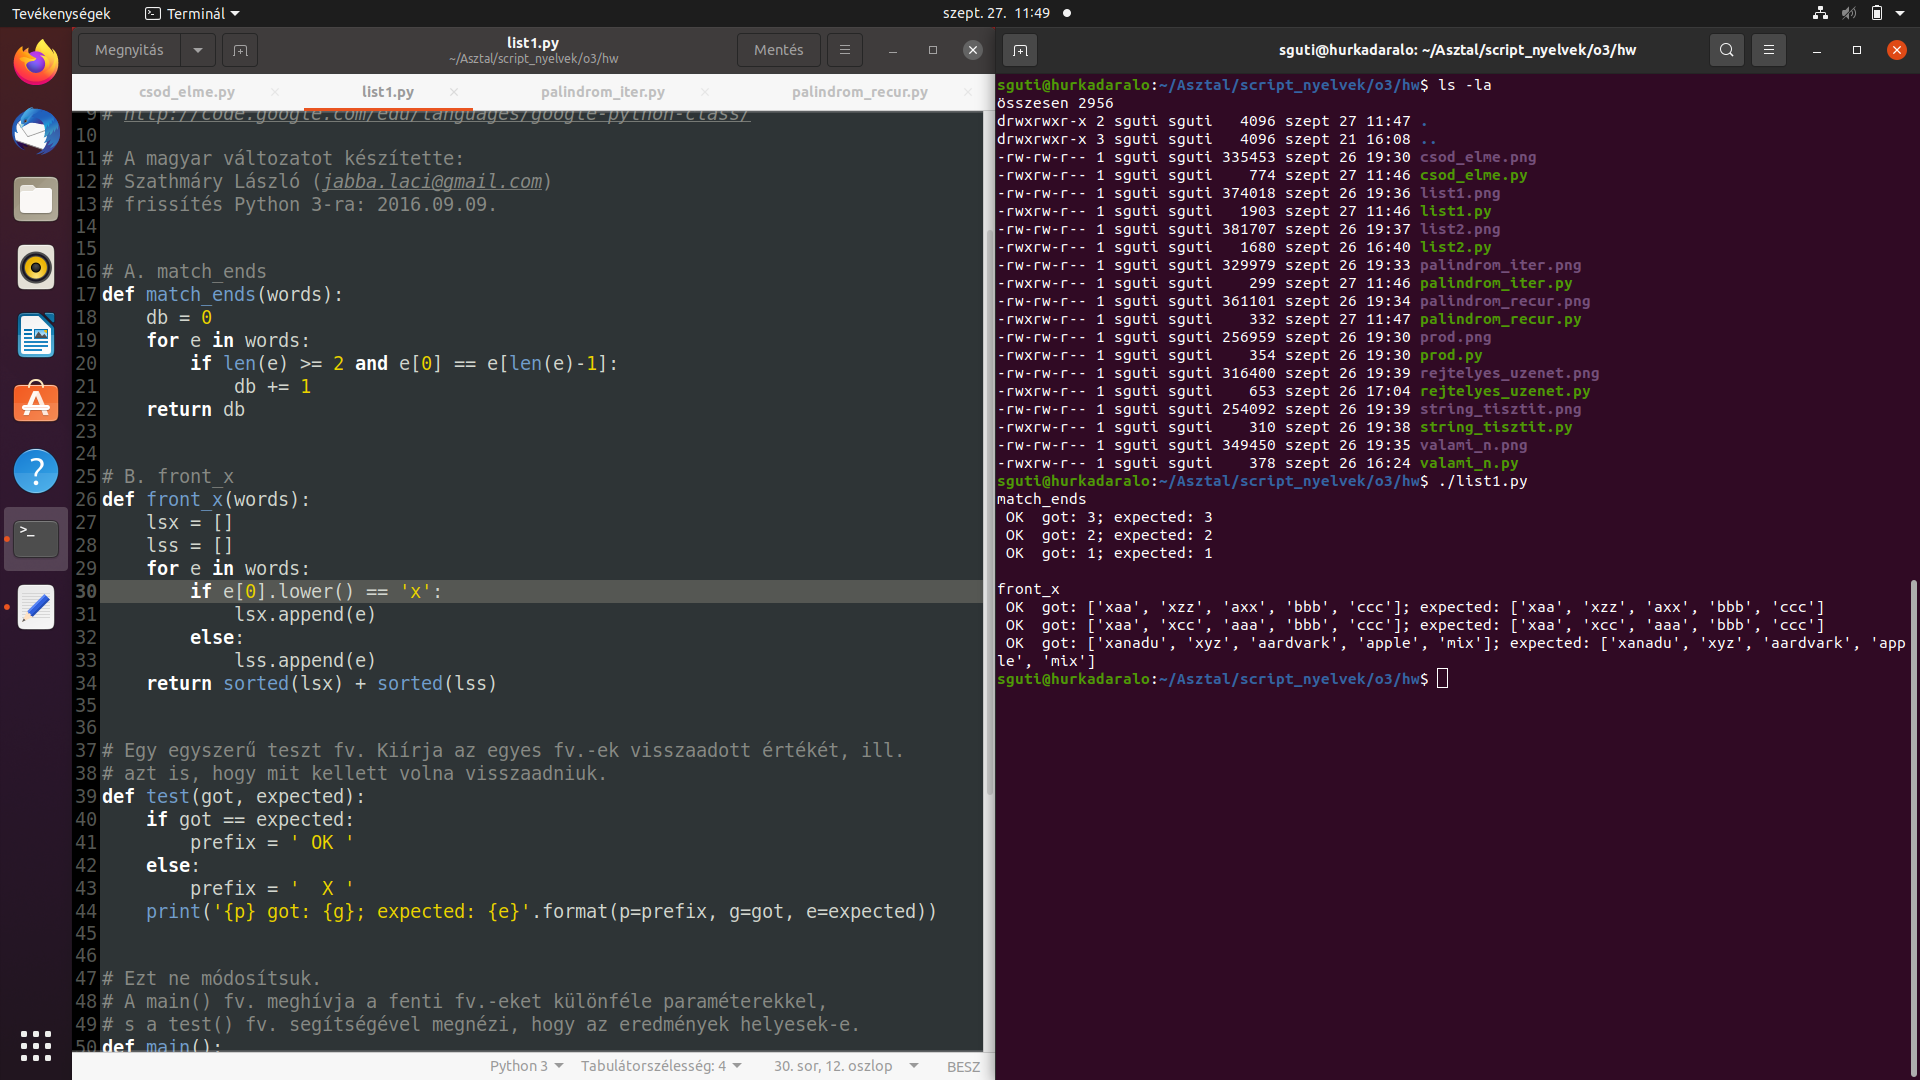 Tevékenységek
Terminál
szept. 27. 11:49
Megnyitás
list1.py
~/Asztal/script_nyelvek/o3/hw
Mentés
csod_elme.py
list1.py
palindrom_iter.py
palindrom_recur.py
9 # http://code.google.com/edu/languages/google-python-class/
10
11 # A magyar változatot készítette:
12 # Szathmáry László (jabba.laci@gmail.com)
13 # frissítés Python 3-ra: 2016.09.09.
14
15
16 # A. match_ends
17 def match_ends(words):
18     db = 0
19     for e in words:
20         if len(e) >= 2 and e[0] == e[len(e)-1]:
21             db += 1
22     return db
23
24
25 # B. front_x
26 def front_x(words):
27     lsx = []
28     lss = []
29     for e in words:
30         if e[0].lower() == 'x':
31             lsx.append(e)
32         else:
33             lss.append(e)
34     return sorted(lsx) + sorted(lss)
35
36
37 # Egy egyszerű teszt fv. Kiírja az egyes fv.-ek visszaadott értékét, ill.
38 # azt is, hogy mit kellett volna visszaadniuk.
39 def test(got, expected):
40     if got == expected:
41         prefix = ' OK '
42     else:
43         prefix = '  X '
44     print('{p} got: {g}; expected: {e}'.format(p=prefix, g=got, e=expected))
45
46
47 # Ezt ne módosítsuk.
48 # A main() fv. meghívja a fenti fv.-eket különféle paraméterekkel,
49 # s a test() fv. segítségével megnézi, hogy az eredmények helyesek-e.
50 def main():
Python 3
Tabulátorszélesség: 4
30. sor, 12. oszlop
BESZ
sguti@hurkadaralo: ~/Asztal/script_nyelvek/o3/hw
sguti@hurkadaralo:~/Asztal/script_nyelvek/o3/hw$ ls -la
összesen 2956
drwxrwxr-x 2 sguti sguti   4096 szept 27 11:47 .
drwxrwxr-x 3 sguti sguti   4096 szept 21 16:08 ..
-rw-rw-r-- 1 sguti sguti 335453 szept 26 19:30 csod_elme.png
-rwxrw-r-- 1 sguti sguti    774 szept 27 11:46 csod_elme.py
-rw-rw-r-- 1 sguti sguti 374018 szept 26 19:36 list1.png
-rwxrw-r-- 1 sguti sguti   1903 szept 27 11:46 list1.py
-rw-rw-r-- 1 sguti sguti 381707 szept 26 19:37 list2.png
-rwxrw-r-- 1 sguti sguti   1680 szept 26 16:40 list2.py
-rw-rw-r-- 1 sguti sguti 329979 szept 26 19:33 palindrom_iter.png
-rwxrw-r-- 1 sguti sguti    299 szept 27 11:46 palindrom_iter.py
-rw-rw-r-- 1 sguti sguti 361101 szept 26 19:34 palindrom_recur.png
-rwxrw-r-- 1 sguti sguti    332 szept 27 11:47 palindrom_recur.py
-rw-rw-r-- 1 sguti sguti 256959 szept 26 19:30 prod.png
-rwxrw-r-- 1 sguti sguti    354 szept 26 19:30 prod.py
-rw-rw-r-- 1 sguti sguti 316400 szept 26 19:39 rejtelyes_uzenet.png
-rwxrw-r-- 1 sguti sguti    653 szept 26 17:04 rejtelyes_uzenet.py
-rw-rw-r-- 1 sguti sguti 254092 szept 26 19:39 string_tisztit.png
-rwxrw-r-- 1 sguti sguti    310 szept 26 19:38 string_tisztit.py
-rw-rw-r-- 1 sguti sguti 349450 szept 26 19:35 valami_n.png
-rwxrw-r-- 1 sguti sguti    378 szept 26 16:24 valami_n.py
sguti@hurkadaralo:~/Asztal/script_nyelvek/o3/hw$ ./list1.py
match_ends
 OK  got: 3; expected: 3
 OK  got: 2; expected: 2
 OK  got: 1; expected: 1

front_x
 OK  got: ['xaa', 'xzz', 'axx', 'bbb', 'ccc']; expected: ['xaa', 'xzz', 'axx', 'bbb', 'ccc']
 OK  got: ['xaa', 'xcc', 'aaa', 'bbb', 'ccc']; expected: ['xaa', 'xcc', 'aaa', 'bbb', 'ccc']
 OK  got: ['xanadu', 'xyz', 'aardvark', 'apple', 'mix']; expected: ['xanadu', 'xyz', 'aardvark', 'app
le', 'mix']
sguti@hurkadaralo:~/Asztal/script_nyelvek/o3/hw$